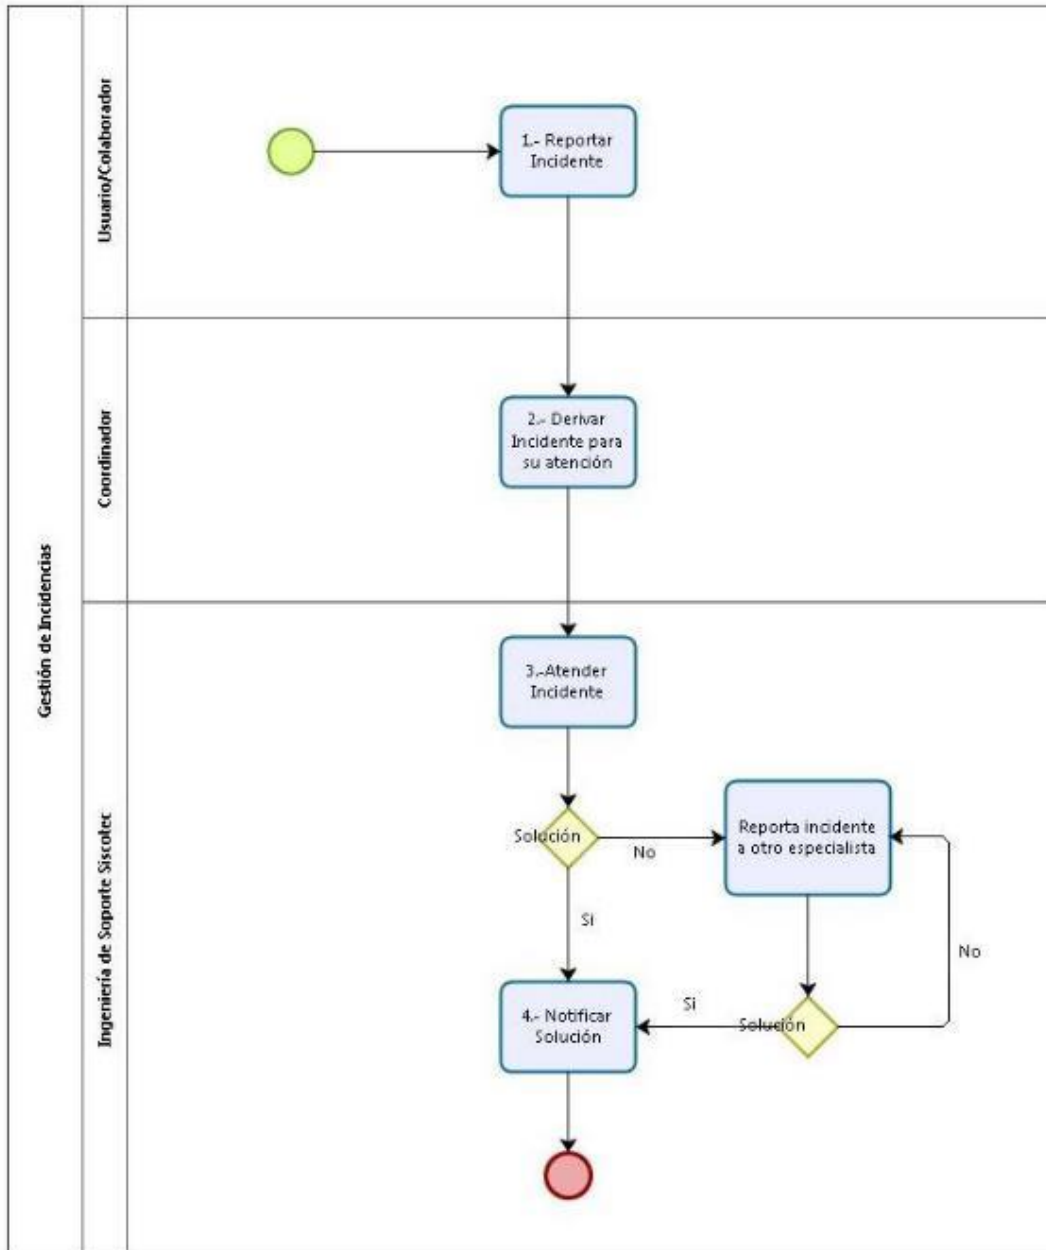 Gestión de Incidencias
Usuario/Colaborador
1.- Reportar
Incidente
Coordinador
2.- Derivar
Incidente para
su atención
Ingeniería de Soporte Siscotec
3.-Atender
Incidente
Solución
No
Reporta incidente
a otro especialista
Si
No
4.- Notificar
Solución
Si
Solución